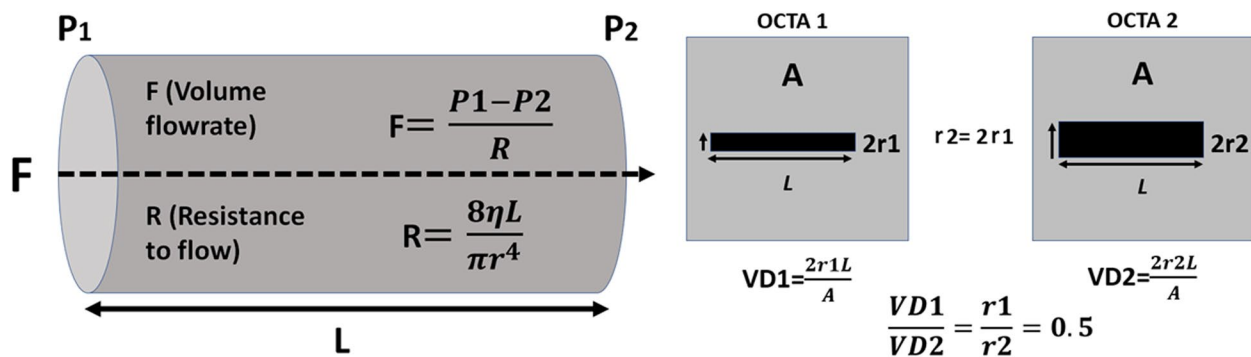 P1
P2
F (Volume
flowrate)
F= P1−P2 / R
F
R (Resistance
to flow)
R= 8ηL / πr⁴
L
OCTA 1
A
2r1
L
VD1= 2r1L / A
r2= 2r1
OCTA 2
A
2r2
L
VD2= 2r2L / A
VD1 / VD2 = r1 / r2 = 0.5